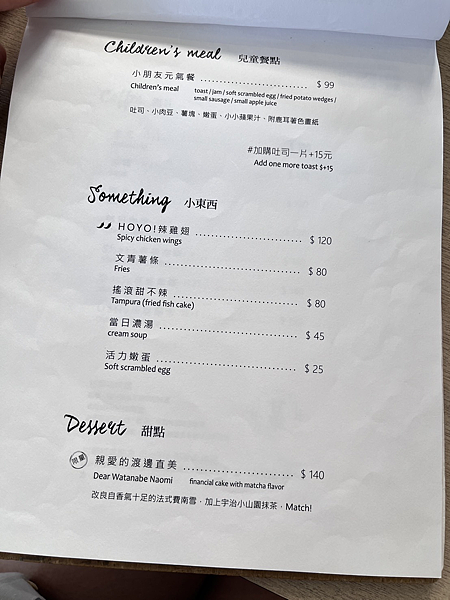 Children's meal 兒童餐點
小朋友元氣餐 ........................ $ 99
Children's meal toast / jam / soft scrambled egg / fried potato wedges /
small sausage / small apple juice
吐司、小肉豆、薯塊、嫩蛋、小小蘋果汁、附鹿耳著色畫紙
#加購吐司一片+15元
Add one more toast $+15
Something 小東西
HOYO!辣雞翅 ........................ $ 120
Spicy chicken wings
文青薯條 ........................ $ 80
Fries
搖滾甜不辣 ........................ $ 80
Tampura (fried fish cake)
當日濃湯 ........................ $ 45
cream soup
活力嫩蛋 ........................ $ 25
Soft scrambled egg
Dessert 甜點
限量 親愛的渡邊直美 ........................ $ 140
Dear Watanabe Naomi financial cake with matcha flavor
改良自香氣十足的法式費南雪，加上宇治小山園抹茶，Match!